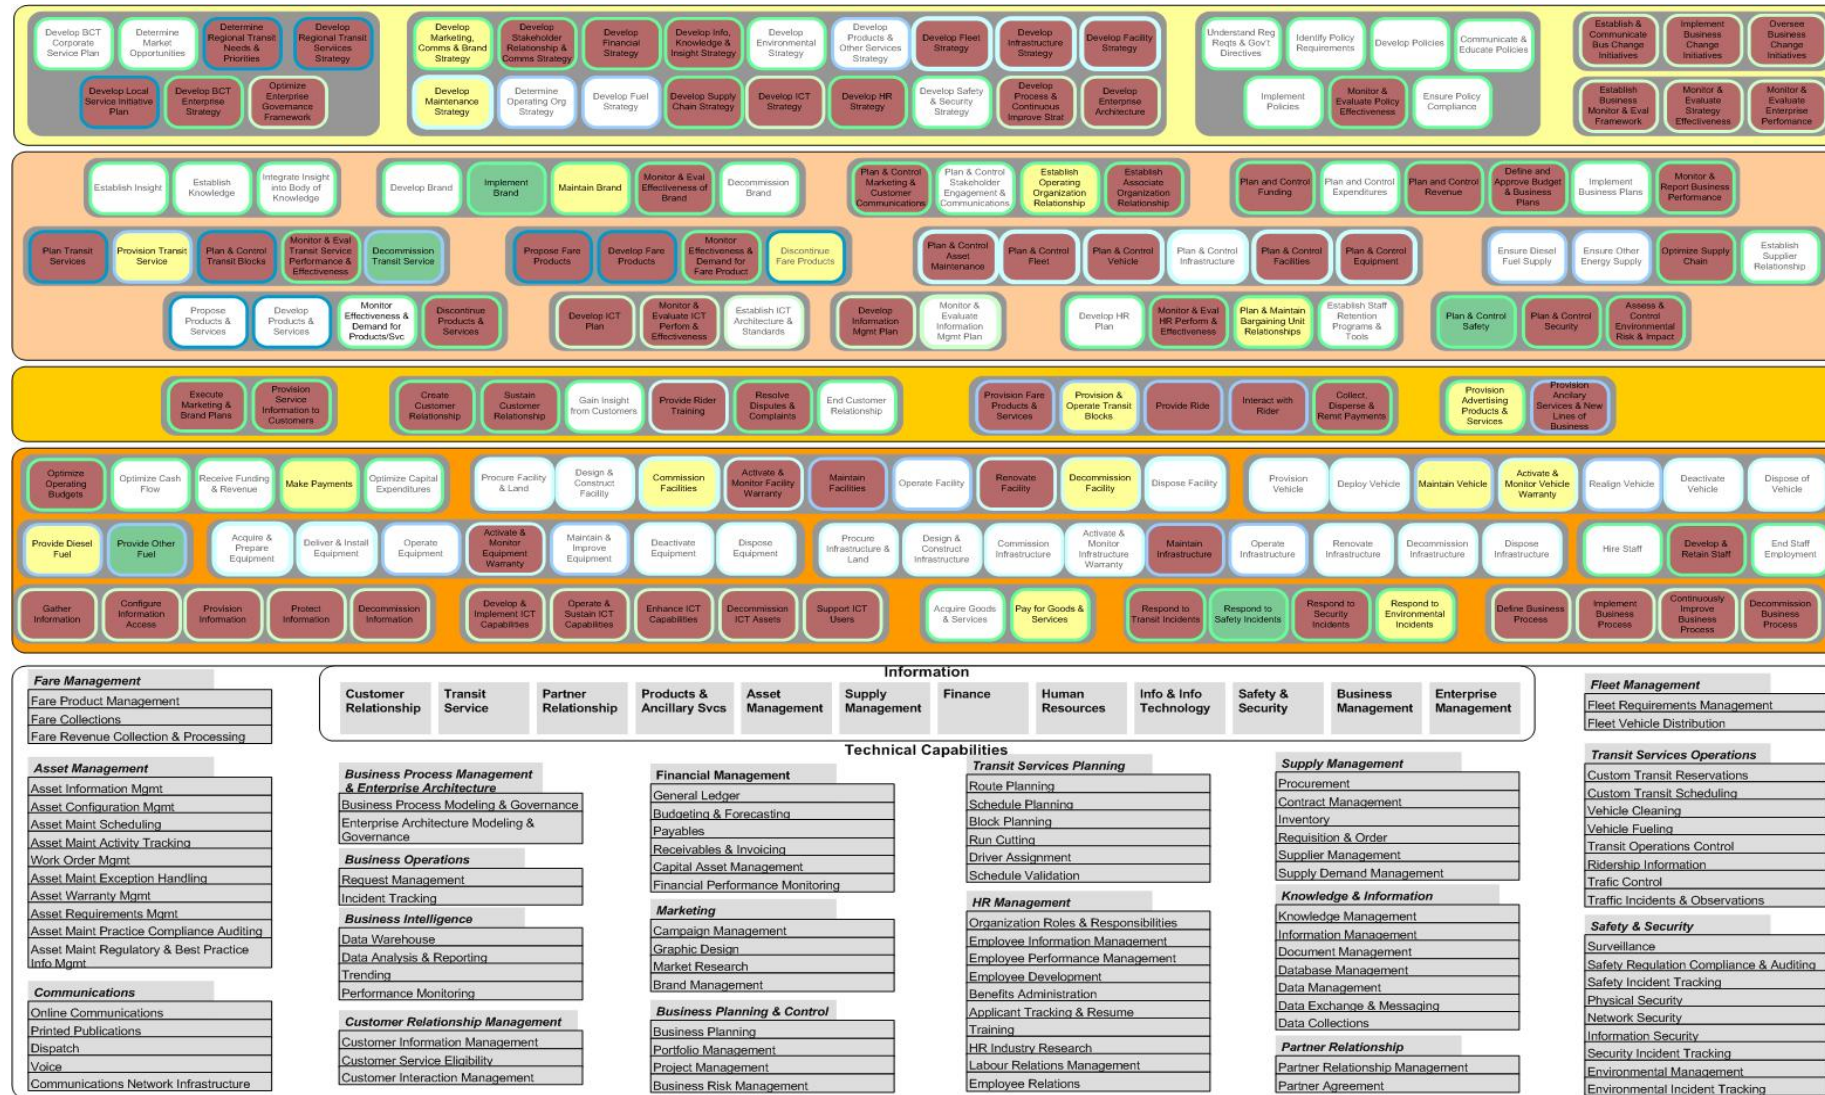 Develop BCT
Corporate
Service Plan
Determine
Market
Opportunities
Determine
Regional Transit
Needs &
Priorities
Develop
Regional Transit
Serviices
Strategy
Develop
Marketing,
Comms & Brand
Strategy
Develop
Stakeholder
Relationship &
Comms Strategy
Develop
Financial
Strategy
Develop Info,
Knowledge &
Insight Strategy
Develop
Environmental
Strategy
Develop
Products &
Other Services
Strategy
Develop Fleet
Strategy
Develop
Infrastructure
Strategy
Develop Facility
Strategy
Understand Reg
Reqts & Gov't
Directives
Identify Policy
Requirements
Develop Policies
Communicate &
Educate Policies
Establish &
Communicate
Bus Change
Initiatives
Implement
Business
Change
Initiatives
Oversee
Business
Change
Initiatives
Develop Local
Service Initiative
Plan
Develop BCT
Enterprise
Strategy
Optimize
Enterprise
Governance
Framework
Develop
Maintenance
Strategy
Determine
Operating Org
Strategy
Develop Fuel
Strategy
Develop Supply
Chain Strategy
Develop ICT
Strategy
Develop HR
Strategy
Develop Safety
& Security
Strategy
Develop
Process &
Continuous
Improve Strat
Develop
Enterprise
Architecture
Implement
Policies
Monitor &
Evaluate Policy
Effectiveness
Ensure Policy
Compliance
Establish
Business
Monitor & Eval
Framework
Monitor &
Evaluate
Strategy
Effectiveness
Monitor &
Evaluate
Enterprise
Perfomance
Establish Insight
Establish
Knowledge
Integrate Insight
into Body of
Knowledge
Develop Brand
Implement
Brand
Maintain Brand
Monitor & Eval
Effectiveness of
Brand
Decommission
Brand
Plan & Control
Marketing &
Customer
Communications
Plan & Control
Stakeholder
Engagement &
Communications
Establish
Operating
Organization
Relationship
Establish
Associate
Organization
Relationship
Plan and Control
Funding
Plan and Control
Expenditures
Plan and Control
Revenue
Define and
Approve Budget
& Business
Plans
Implement
Business Plans
Monitor &
Report Business
Performance
Plan Transit
Services
Provision Transit
Service
Plan & Control
Transit Blocks
Monitor & Eval
Transit Service
Performance &
Effectiveness
Decommission
Transit Service
Propose Fare
Products
Develop Fare
Products
Monitor
Effectiveness &
Demand for
Fare Product
Discontinue
Fare Products
Plan & Control
Asset
Maintenance
Plan & Control
Fleet
Plan & Control
Vehicle
Plan & Control
Infrastructure
Plan & Control
Facilities
Plan & Control
Equipment
Ensure Diesel
Fuel Supply
Ensure Other
Energy Supply
Optimize Supply
Chain
Establish
Supplier
Relationship
Propose
Products &
Services
Develop
Products &
Services
Monitor
Effectiveness &
Demand for
Products/Svc
Discontinue
Products &
Services
Develop ICT
Plan
Monitor &
Evaluate ICT
Perfom &
Effectiveness
Establish ICT
Architecture &
Standards
Develop
Information
Mgmt Plan
Monitor &
Evaluate
Information
Mgmt Plan
Develop HR
Plan
Monitor & Eval
HR Perform &
Effectiveness
Plan & Maintain
Bargaining Unit
Relationships
Establish Staff
Retention
Programs &
Tools
Plan & Control
Safety
Plan & Control
Security
Assess &
Control
Environmental
Risk & Impact
Execute
Marketing &
Brand Plans
Provision
Service
Information to
Customers
Create
Customer
Relationship
Sustain
Customer
Relationship
Gain Insight
from Customers
Provide Rider
Training
Resolve
Disputes &
Complaints
End Customer
Relationship
Provision Fare
Products &
Services
Provision &
Operate Transit
Blocks
Provide Ride
Interact with
Rider
Collect,
Disperse &
Remit Payments
Provision
Advertising
Products &
Services
Provision
Ancilary
Services & New
Lines of
Business
Optimize
Operating
Budgets
Optimize Cash
Flow
Receive Funding
& Revenue
Make Payments
Optimize Capital
Expenditures
Procure Facility
& Land
Design &
Construct
Facility
Commission
Facilities
Activate &
Monitor Facility
Warranty
Maintain
Facilities
Operate Facility
Renovate
Facility
Decommission
Facility
Dispose Facility
Provision
Vehicle
Deploy Vehicle
Maintain Vehicle
Activate &
Monitor Vehicle
Warranty
Realign Vehicle
Deactivate
Vehicle
Dispose of
Vehicle
Provide Diesel
Fuel
Provide Other
Fuel
Acquire &
Prepare
Equipment
Deliver & Install
Equipment
Operate
Equipment
Activate &
Monitor
Equipment
Warranty
Maintain &
Improve
Equipment
Deactivate
Equipment
Dispose
Equipment
Procure
Infrastructure &
Land
Design &
Construct
Infrastructure
Commission
Infrastructure
Activate &
Monitor
Infrstructure
Warranty
Maintain
Infrastructure
Operate
Infrastructure
Renovate
Infrastructure
Decommission
Infrastructure
Dispose
Infrastructure
Hire Staff
Develop &
Retain Staff
End Staff
Employment
Gather
Information
Configure
Information
Access
Provision
Information
Protect
Information
Decommission
Information
Develop &
Implement ICT
Capabilities
Operate &
Sustain ICT
Capabilities
Enhance ICT
Capabilities
Decommission
ICT Assets
Support ICT
Users
Acquire Goods
& Services
Pay for Goods &
Services
Respond to
Transit Incidents
Respond to
Safety Incidents
Respond to
Security
Incidents
Respond to
Environmental
Incidents
Define Business
Process
Implement
Business
Process
Continuously
Improve
Business
Process
Decommission
Business
Process
Information
Customer
Relationship
Transit
Service
Partner
Relationship
Products &
Ancillary Svcs
Asset
Management
Supply
Management
Finance
Human
Resources
Info & Info
Technology
Safety &
Security
Business
Management
Enterprise
Management
Technical Capabilities
Fare Management
Fare Product Management
Fare Collections
Fare Revenue Collection & Processing
Asset Management
Asset Information Mgmt
Asset Configuration Mgmt
Asset Maint Scheduling
Asset Maint Activity Tracking
Work Order Mgmt
Asset Maint Exception Handling
Asset Warranty Mgmt
Asset Requirements Mgmt
Asset Maint Practice Compliance Auditing
Asset Maint Regulatory & Best Practice
Info Mgmt
Communications
Online Communications
Printed Publications
Dispatch
Voice
Communications Network Infrastructure
Business Process Management
& Enterprise Architecture
Business Process Modeling & Governance
Enterprise Architecture Modeling &
Governance
Business Operations
Request Management
Incident Tracking
Business Intelligence
Data Warehouse
Data Analysis & Reporting
Trending
Performance Monitoring
Customer Relationship Management
Customer Information Management
Customer Service Eligibility
Customer Interaction Management
Financial Management
General Ledger
Budgeting & Forecasting
Payables
Receivables & Invoicing
Capital Asset Management
Financial Performance Monitoring
Marketing
Campaign Management
Graphic Design
Market Research
Brand Management
Business Planning & Control
Business Planning
Portfolio Management
Project Management
Business Risk Management
Transit Services Planning
Route Planning
Schedule Planning
Block Planning
Run Cutting
Driver Assignment
Schedule Validation
HR Management
Organization Roles & Responsibilities
Employee Information Management
Employee Performance Management
Employee Development
Benefits Administration
Applicant Tracking & Resume
Training
HR Industry Research
Labour Relations Management
Employee Relations
Supply Management
Procurement
Contract Management
Inventory
Requisition & Order
Supplier Management
Supply Demand Management
Knowledge & Information
Knowledge Management
Information Management
Document Management
Database Management
Data Management
Data Exchange & Messaging
Data Collections
Partner Relationship
Partner Relationship Management
Partner Agreement
Fleet Management
Fleet Requirements Management
Fleet Vehicle Distribution
Transit Services Operations
Custom Transit Reservations
Custom Transit Scheduling
Vehicle Cleaning
Vehicle Fueling
Transit Operations Control
Ridership Information
Trafic Control
Traffic Incidents & Observations
Safety & Security
Surveillance
Safety Regulation Compliance & Auditing
Safety Incident Tracking
Physical Security
Network Security
Information Security
Security Incident Tracking
Environmental Management
Environmental Incident Tracking